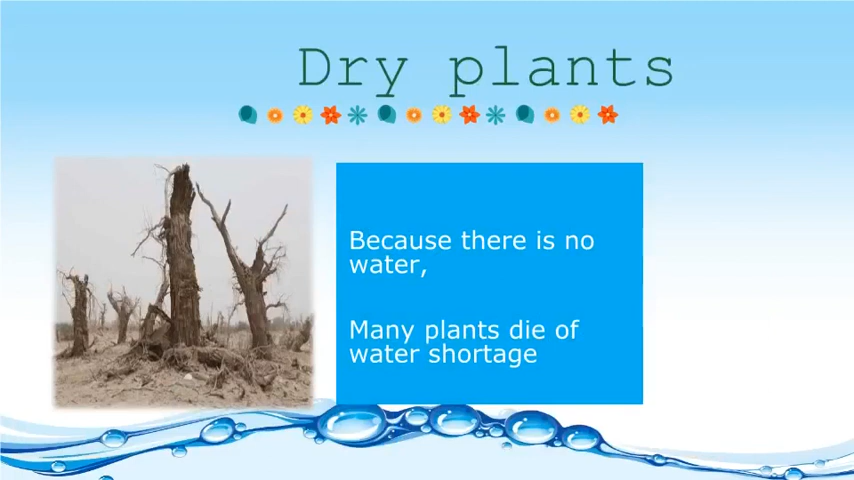 Dry plants
Because there is no
water,
Many plants die of
water shortage